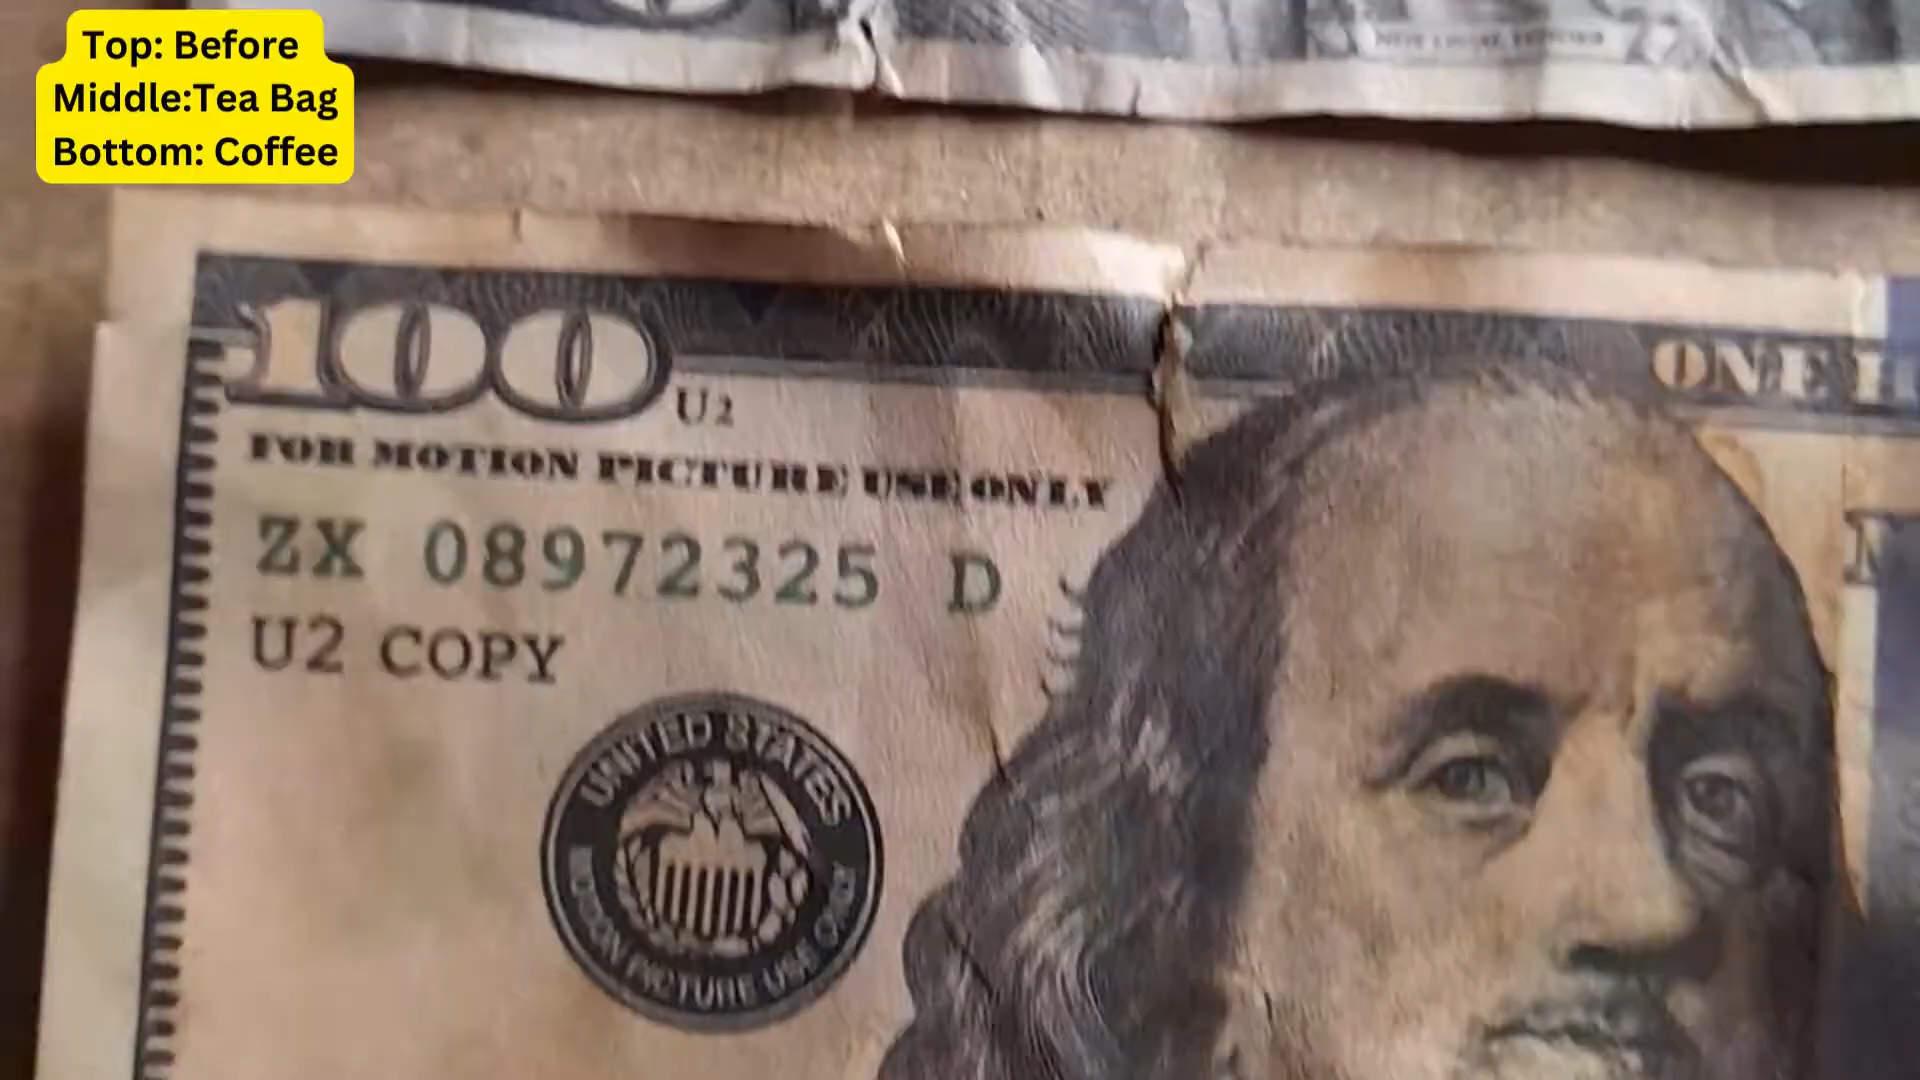 Top: Before
Middle:Tea Bag
Bottom: Coffee
100
U2
ONE
FOR MOTION PICTURE USE ONLY
ZX 08972325 D
U2 COPY
UNITED STATES
MOTION PICTURE USE ONLY